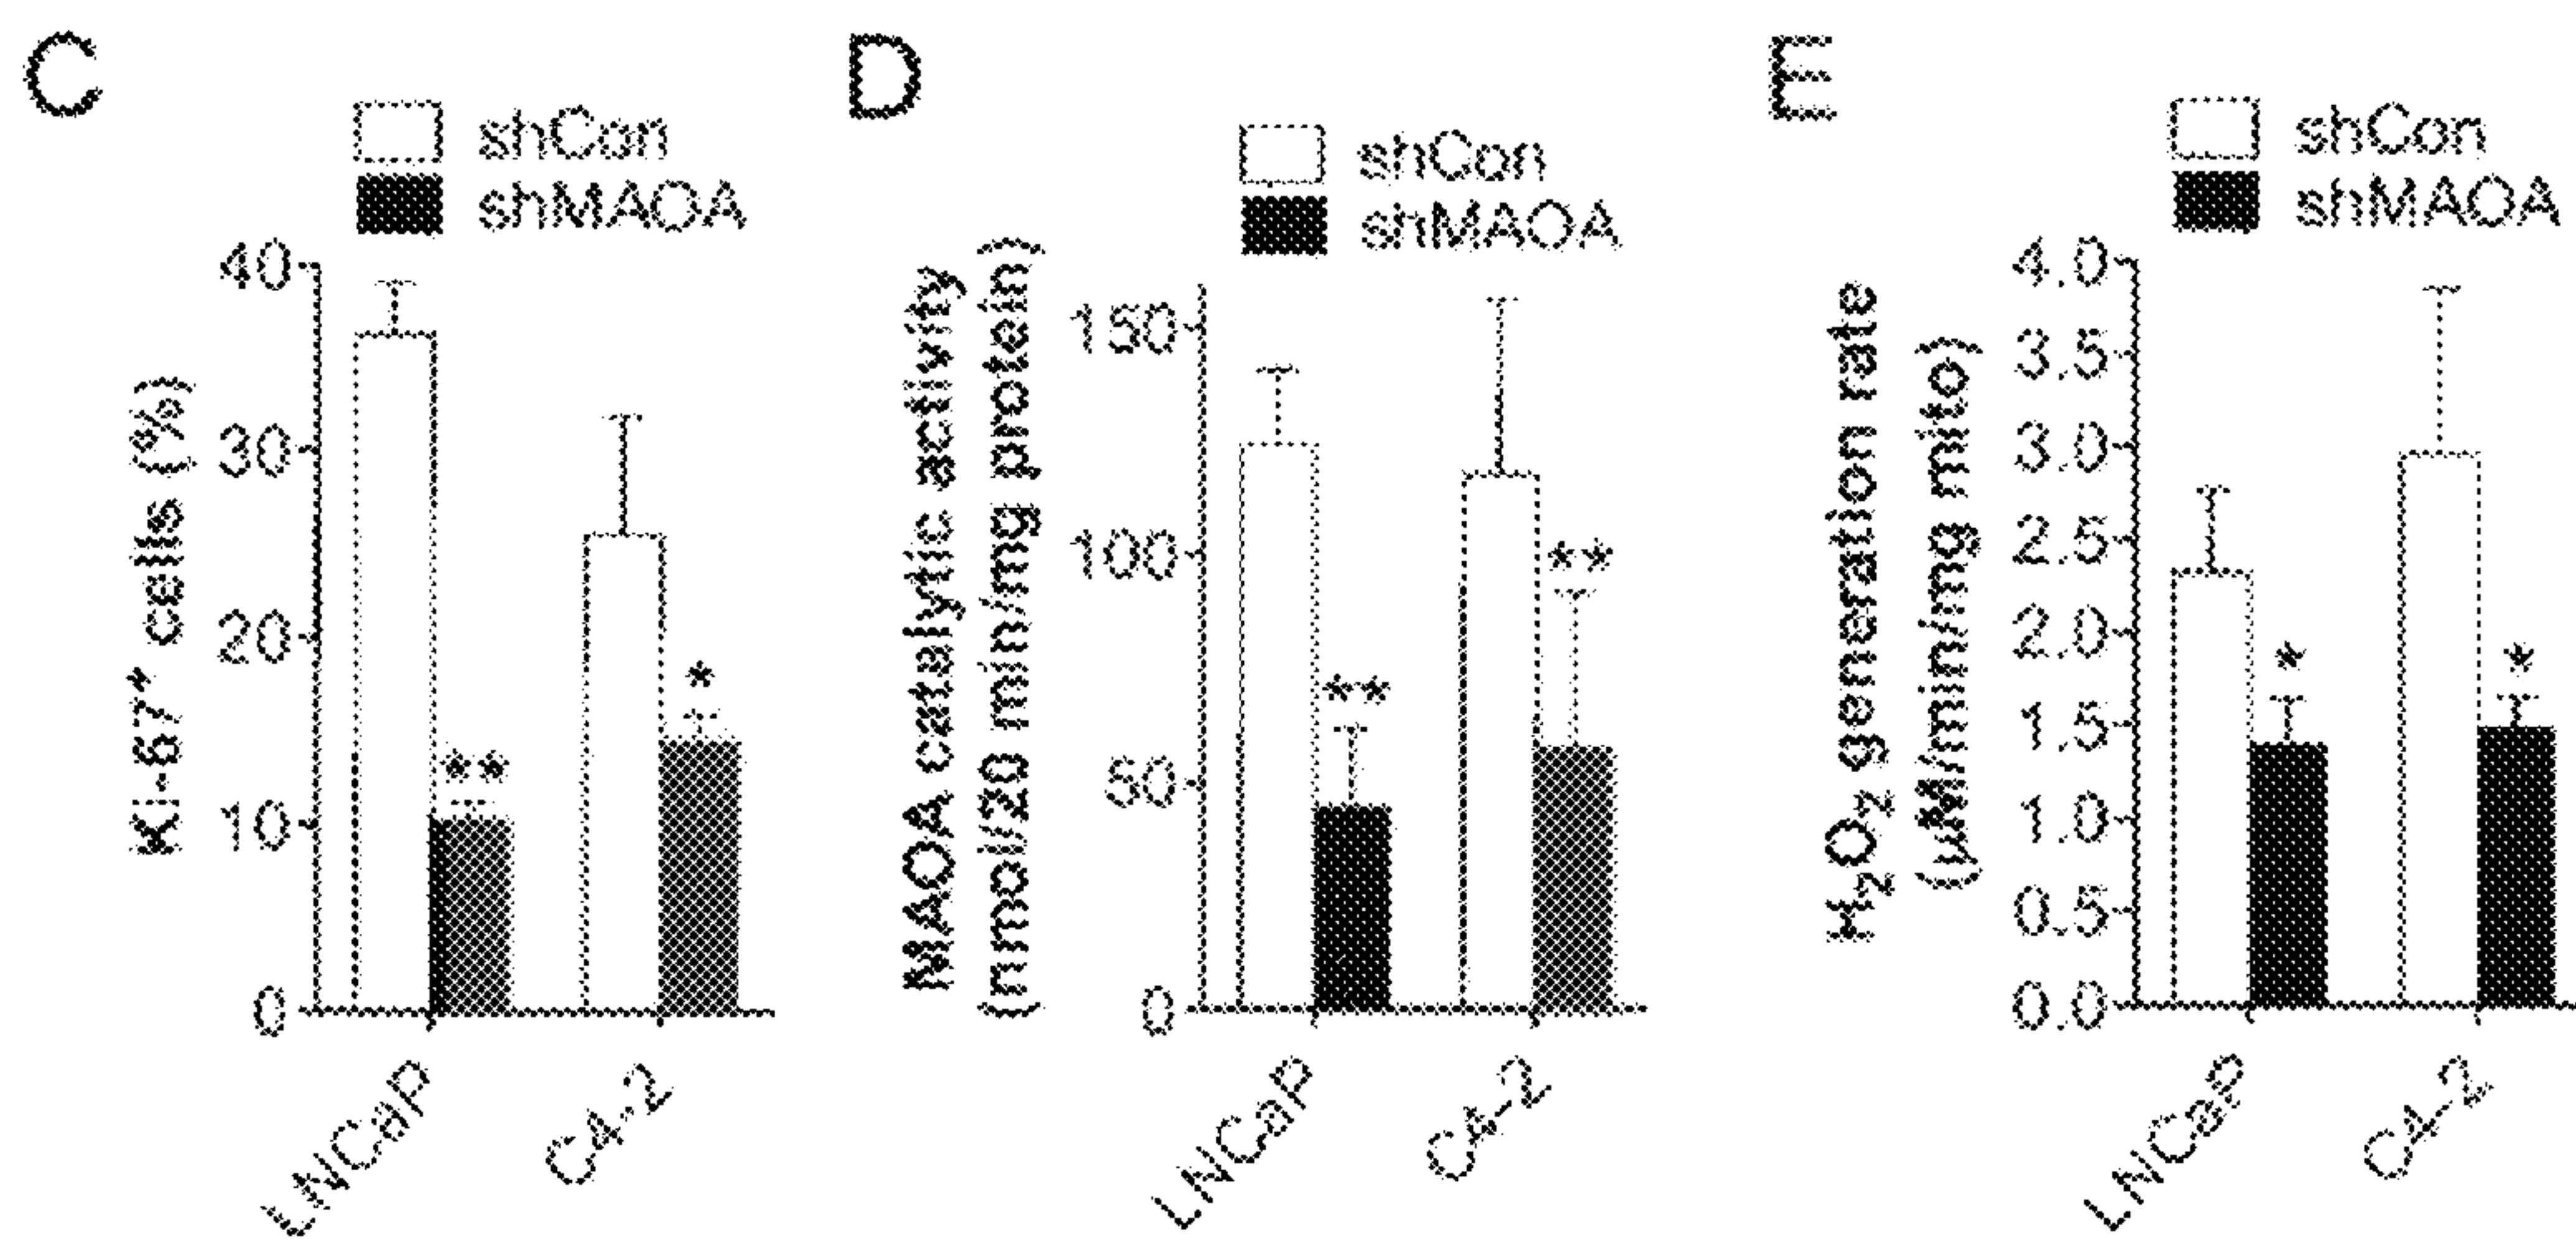 C
shCon
shMAOA
Ki-67⁺ cells (%)
40
30
20
10
0
**
*
LNCaP
C4-2
D
shCon
shMAOA
MAOA catalytic activity
(nmol/20 min/mg protein)
150
100
50
0
**
**
LNCaP
C4-2
E
shCon
shMAOA
H₂O₂ generation rate
(µM/min/mg mito)
4.0
3.5
3.0
2.5
2.0
1.5
1.0
0.5
0.0
*
*
LNCaP
C4-2